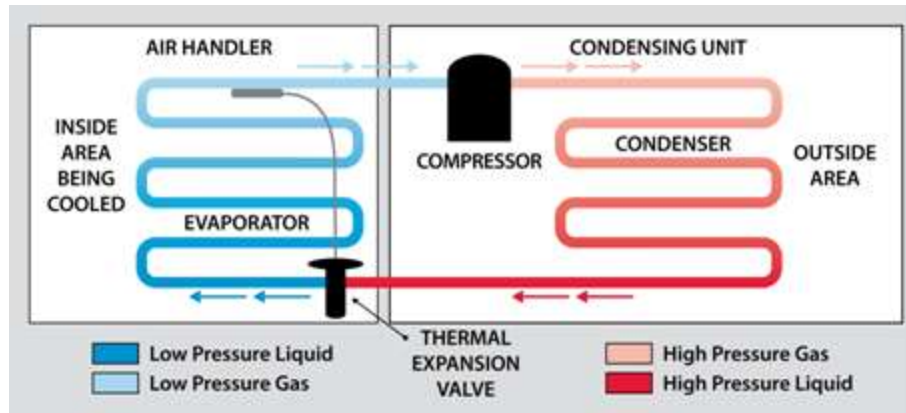 AIR HANDLER
CONDENSING UNIT
INSIDE
AREA
BEING
COOLED
COMPRESSOR
CONDENSER
OUTSIDE
AREA
EVAPORATOR
THERMAL
EXPANSION
VALVE
Low Pressure Liquid
Low Pressure Gas
High Pressure Gas
High Pressure Liquid